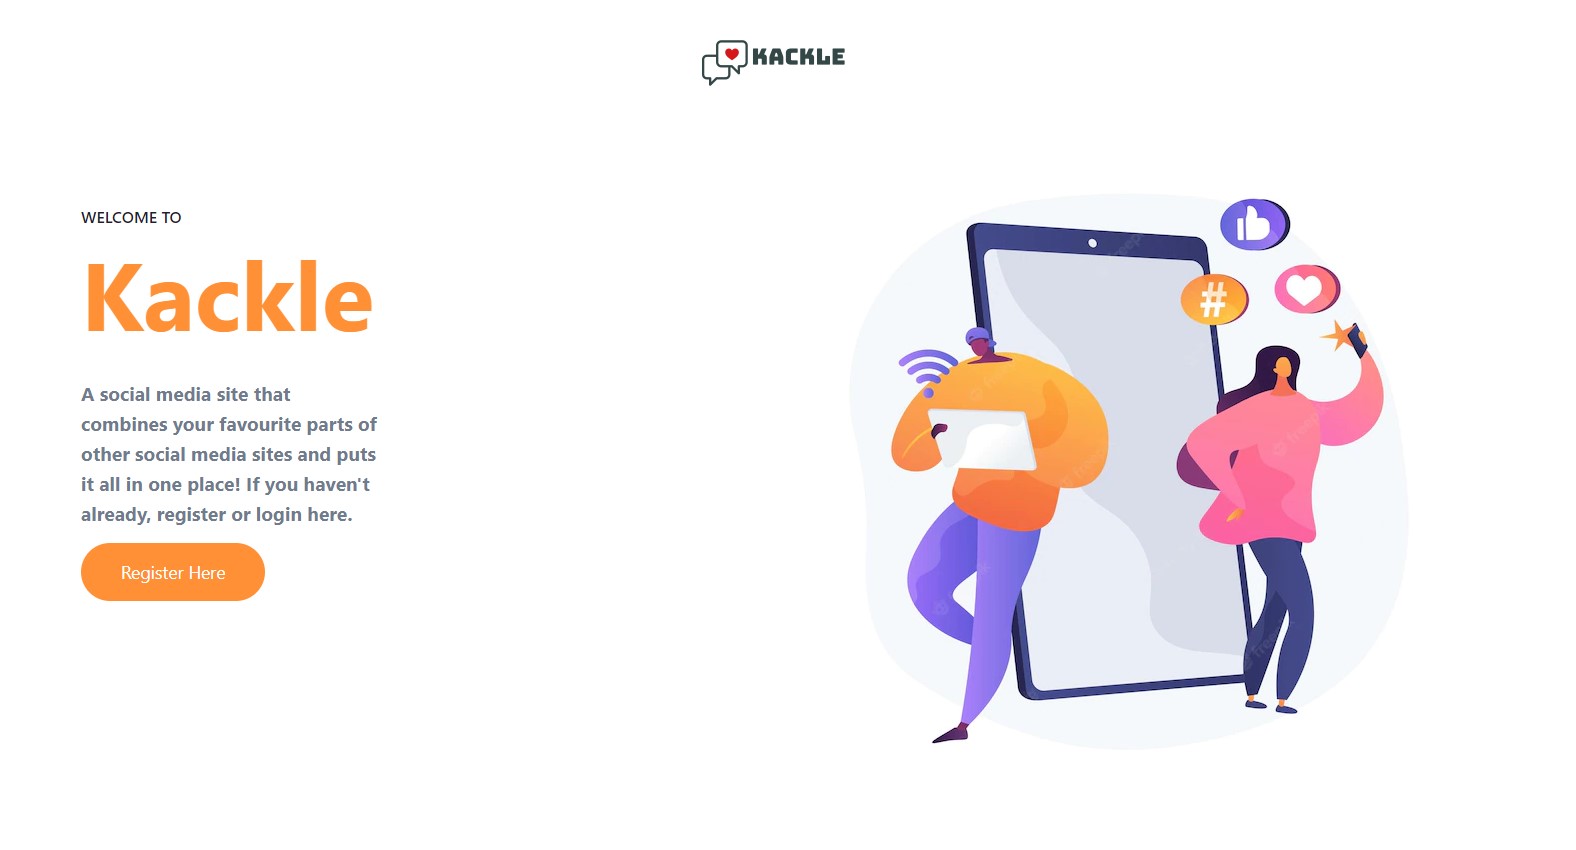 KACKLE
WELCOME TO
Kackle
A social media site that
combines your favourite parts of
other social media sites and puts
it all in one place! If you haven't
already, register or login here.
Register Here
#